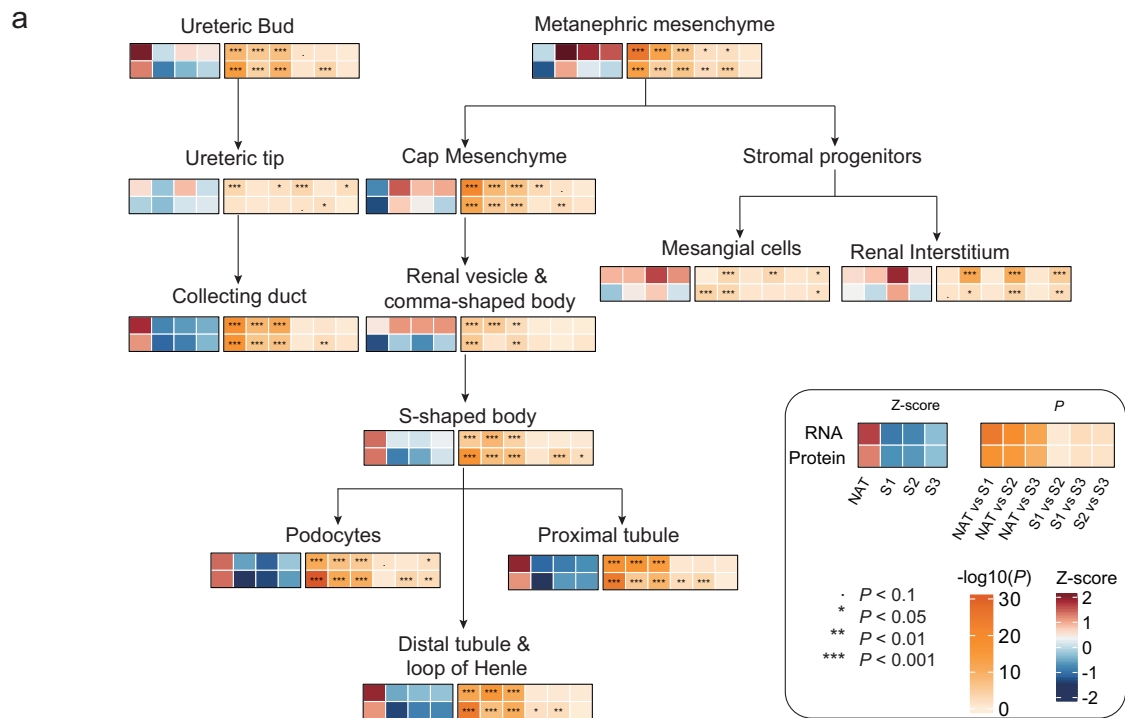 a
Ureteric Bud
*** *** *** .
*** *** *** ***
Metanephric mesenchyme
*** *** *** * *
*** *** *** ** ***
Ureteric tip
*** * *** *
. *
Cap Mesenchyme
*** *** *** ** .
*** *** *** **
Stromal progenitors
Mesangial cells
*** ** *
*** *** *
Renal Interstitium
. *** *** ***
. * *** **
Collecting duct
*** *** ***
*** *** *** **
Renal vesicle &
comma-shaped body
*** *** **
*** **
S-shaped body
*** *** ***
*** *** *** *** *
Podocytes
*** *** *** . *
*** *** *** *** **
Proximal tubule
*** *** ***
*** *** *** ** ***
Distal tubule &
loop of Henle
*** *** ***
*** *** *** * **
Z-score
P
RNA
Protein
NAT
S1
S2
S3
NAT vs S1
NAT vs S2
NAT vs S3
S1 vs S2
S1 vs S3
S2 vs S3
. P < 0.1
* P < 0.05
** P < 0.01
*** P < 0.001
-log10(P)
30
20
10
0
Z-score
2
1
0
-1
-2